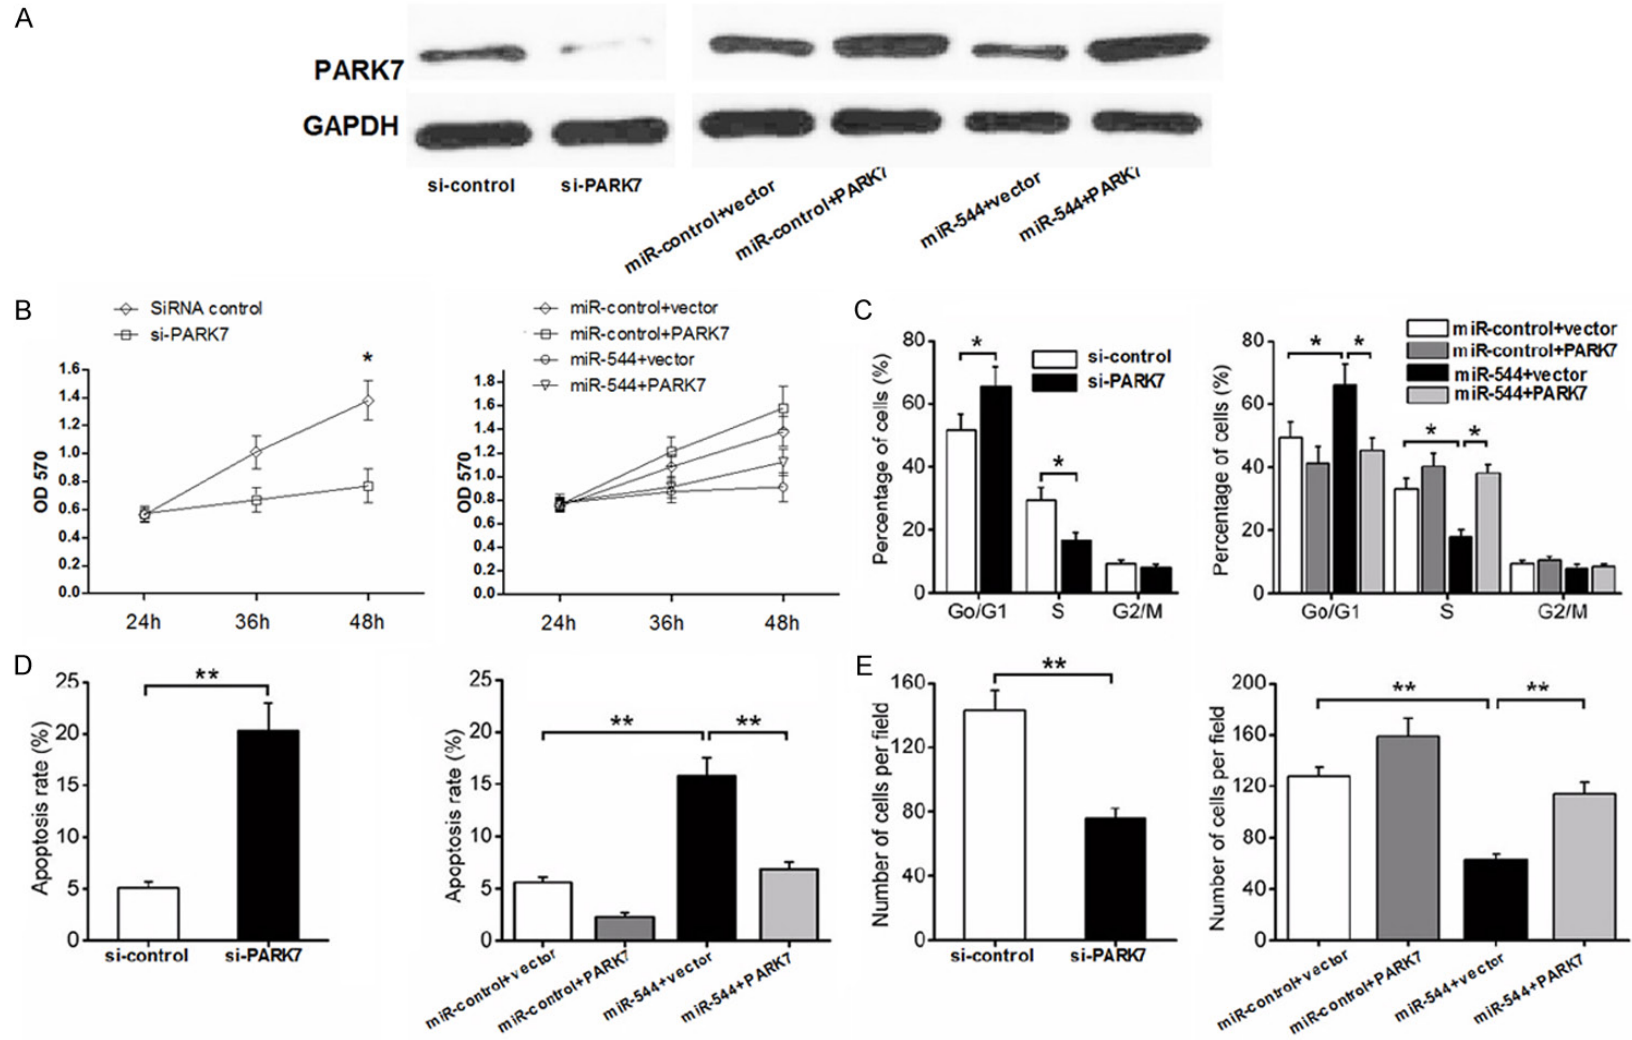 A
PARK7
GAPDH
si-control si-PARK7
miR-control+vector
miR-control+PARK7
miR-544+vector
miR-544+PARK7
B
SiRNA control
si-PARK7
*
OD 570
1.6
1.4
1.2
1.0
0.8
0.6
0.4
0.2
0.0
24h 36h 48h
miR-control+vector
miR-control+PARK7
miR-544+vector
miR-544+PARK7
OD 570
1.8
1.6
1.4
1.2
1.0
0.8
0.6
0.4
0.2
0.0
24h 36h 48h
C
Percentage of cells (%)
80
60
40
20
0
* *
si-control
si-PARK7
Go/G1 S G2/M
Percentage of cells (%)
80
60
40
20
0
* * * *
miR-control+vector
miR-control+PARK7
miR-544+vector
miR-544+PARK7
Go/G1 S G2/M
D
Apoptosis rate (%)
25
20
15
10
5
0
**
si-control si-PARK7
Apoptosis rate (%)
25
20
15
10
5
0
** **
miR-control+vector
miR-control+PARK7
miR-544+vector
miR-544+PARK7
E
Number of cells per field
160
120
80
40
0
**
si-control si-PARK7
Number of cells per field
200
160
120
80
40
0
** **
miR-control+vector
miR-control+PARK7
miR-544+vector
miR-544+PARK7